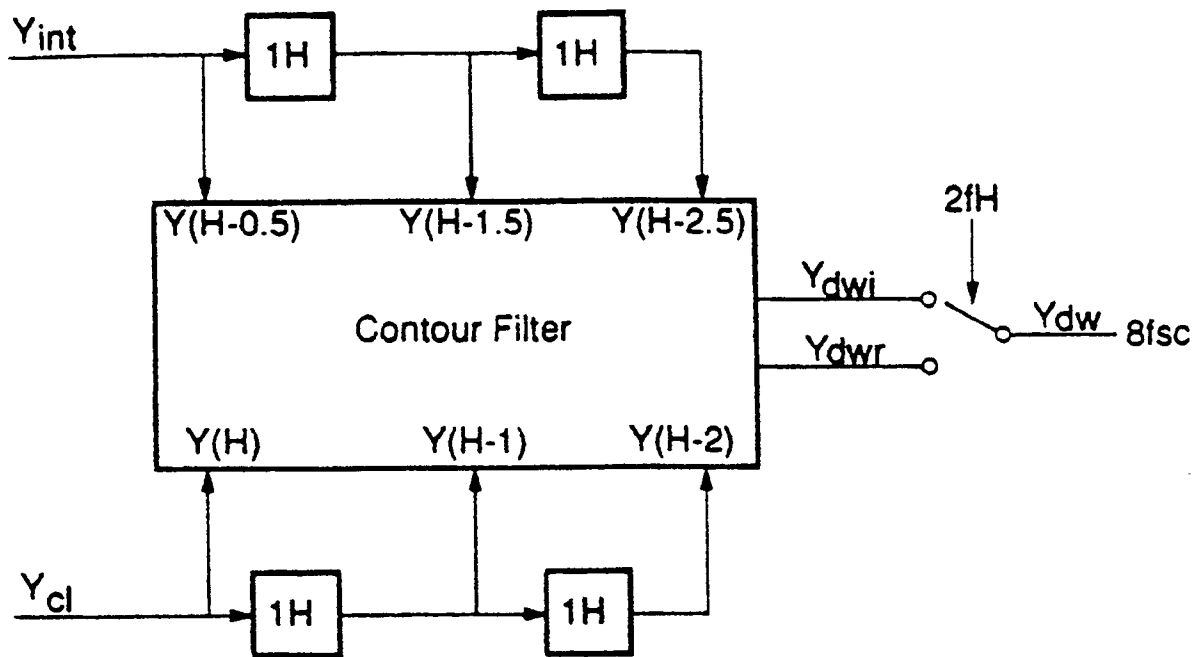 Yint
1H
1H
Y(H-0.5) Y(H-1.5) Y(H-2.5)
2fH
Ydwi
Contour Filter
Ydw 8fsc
Ydwr
Y(H) Y(H-1) Y(H-2)
Ycl
1H
1H